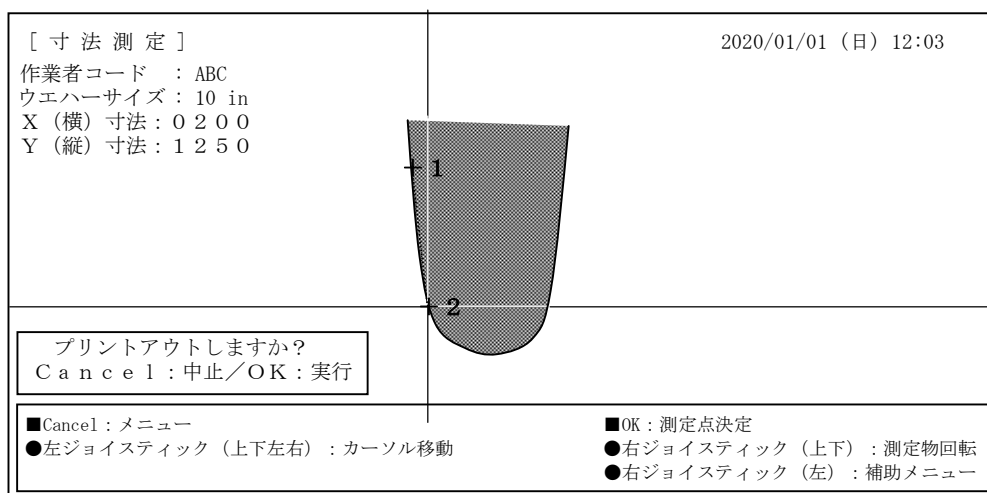 [ 寸 法 測 定 ]
2020/01/01 (日) 12:03
作業者コード : ABC
ウエハーサイズ : 10 in
X (横) 寸法 : 0200
Y (縦) 寸法 : 1250
1
2
プリントアウトしますか?
Cancel:中止/OK:実行
■Cancel:メニュー
■OK:測定点決定
●左ジョイスティック (上下左右) :カーソル移動
●右ジョイスティック (上下) :測定物回転
●右ジョイスティック (左) :補助メニュー